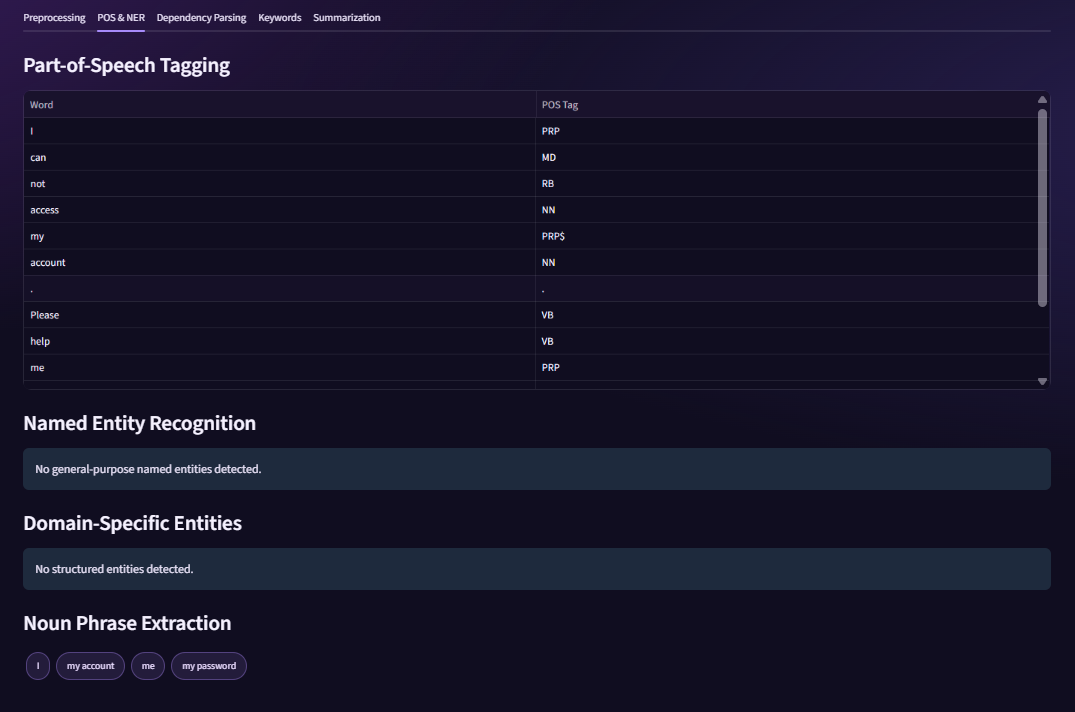 Preprocessing POS & NER Dependency Parsing Keywords Summarization
Part-of-Speech Tagging
Word POS Tag
I PRP
can MD
not RB
access NN
my PRP$
account NN
. .
Please VB
help VB
me PRP
Named Entity Recognition
No general-purpose named entities detected.
Domain-Specific Entities
No structured entities detected.
Noun Phrase Extraction
I my account me my password